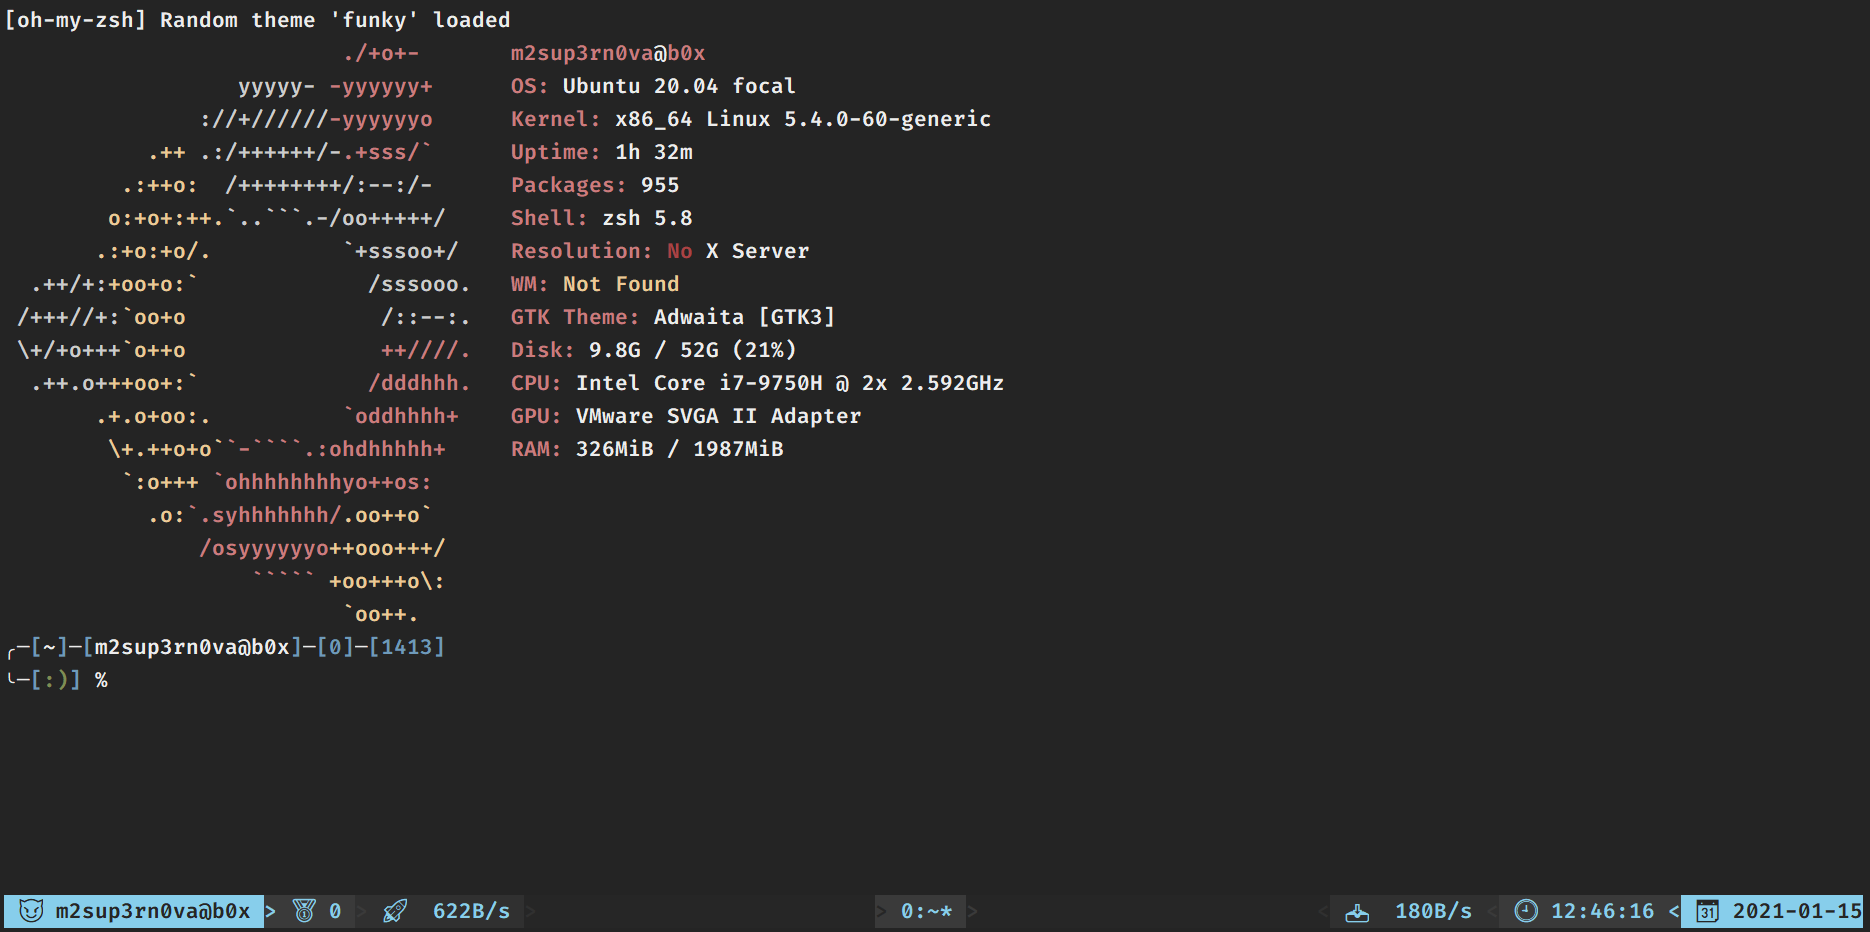 [oh-my-zsh] Random theme 'funky' loaded
                          ./+o+-       m2sup3rn0va@b0x
                  yyyyy- -yyyyyy+      OS: Ubuntu 20.04 focal
               ://+//////-yyyyyyo      Kernel: x86_64 Linux 5.4.0-60-generic
           .++ .:/++++++/-.+sss/`      Uptime: 1h 32m
         .:++o:  /++++++++/:--:/-      Packages: 955
        o:+o+:++.`..```.-/oo+++++/     Shell: zsh 5.8
       .:+o:+o/.          `+sssoo+/    Resolution: No X Server
  .++/+:+oo+o:`             /sssooo.   WM: Not Found
 /+++//+:`oo+o               /::--:.   GTK Theme: Adwaita [GTK3]
 \+/+o+++`o++o               ++////.   Disk: 9.8G / 52G (21%)
  .++.o+++oo+:`             /dddhhh.   CPU: Intel Core i7-9750H @ 2x 2.592GHz
       .+.o+oo:.          `oddhhhh+    GPU: VMware SVGA II Adapter
        \+.++o+o``-````.:ohdhhhhh+     RAM: 326MiB / 1987MiB
         `:o+++ `ohhhhhhhhyo++os:
           .o:`.syhhhhhhh/.oo++o`
               /osyyyyyyo++ooo+++/
                   ````` +oo+++o\:
                          `oo++.
╭─[~]─[m2sup3rn0va@b0x]─[0]─[1413]
╰─[:)] %
m2sup3rn0va@b0x > 0 > 622B/s > > 0:~* > < 180B/s < 12:46:16 < 31 2021-01-15